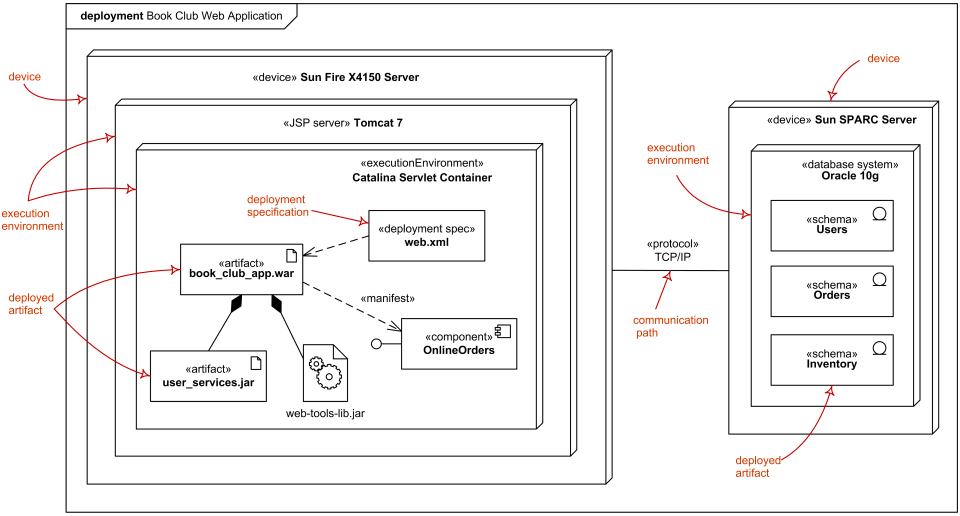 deployment Book Club Web Application
device
«device» Sun Fire X4150 Server
«JSP server» Tomcat 7
«executionEnvironment»
Catalina Servlet Container
execution
environment
deployment
specification
«deployment spec»
web.xml
«artifact»
book_club_app.war
deployed
artifact
«manifest»
«component»
OnlineOrders
«artifact»
user_services.jar
web-tools-lib.jar
«protocol»
TCP/IP
communication
path
device
«device» Sun SPARC Server
execution
environment
«database system»
Oracle 10g
«schema»
Users
«schema»
Orders
«schema»
Inventory
deployed
artifact